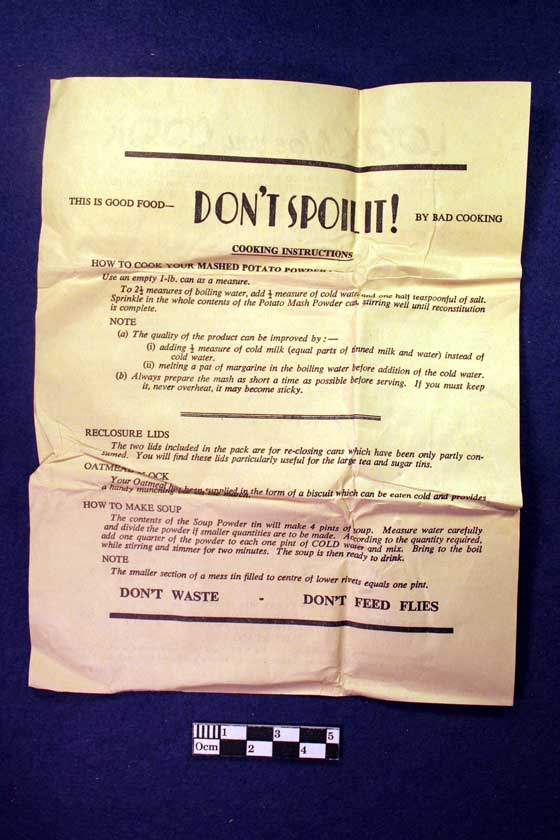 THIS IS GOOD FOOD— DON'T SPOIL IT! BY BAD COOKING
COOKING INSTRUCTIONS
HOW TO COOK YOUR MASHED POTATO POWDER
Use an empty 1-lb. can as a measure.
To 2½ measures of boiling water, add ½ measure of cold water and one half teaspoonful of salt.
Sprinkle in the whole contents of the Potato Mash Powder can, stirring well until reconstitution
is complete.
NOTE
(a) The quality of the product can be improved by :—
(i) adding ½ measure of cold milk (equal parts of tinned milk and water) instead of
cold water.
(ii) melting a pat of margarine in the boiling water before addition of the cold water.
(b) Always prepare the mash as short a time as possible before serving. If you must keep
it, never overheat, it may become sticky.
RECLOSURE LIDS
The two lids included in the pack are for re-closing cans which have been only partly con-
sumed. You will find these lids particularly useful for the large tea and sugar tins.
OATMEAL BLOCK
Your Oatmeal has been supplied in the form of a biscuit which can be eaten cold and provides
a handy munching
HOW TO MAKE SOUP
The contents of the Soup Powder tin will make 4 pints of soup. Measure water carefully
and divide the powder if smaller quantities are to be made. According to the quantity required,
add one quarter of the powder to each one pint of COLD water and mix. Bring to the boil
while stirring and simmer for two minutes. The soup is then ready to drink.
NOTE
The smaller section of a mess tin filled to centre of lower rivets equals one pint.
DON'T WASTE - DON'T FEED FLIES
1 3 5
0cm 2 4